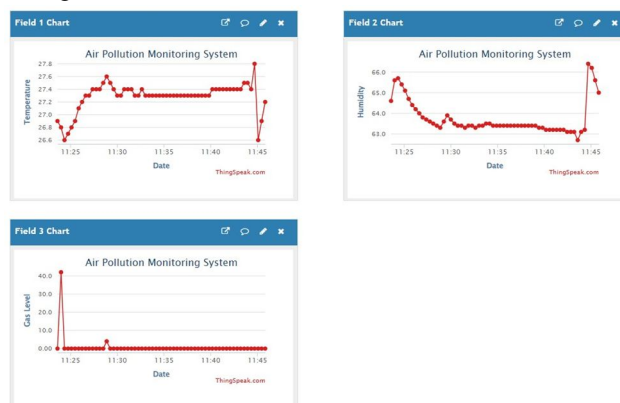 Field 1 Chart
Air Pollution Monitoring System
Temperature
27.8
27.6
27.4
27.2
27.0
26.8
26.6
11:25 11:30 11:35 11:40 11:45
Date
ThingSpeak.com
Field 2 Chart
Air Pollution Monitoring System
Humidity
66.0
65.0
64.0
63.0
11:25 11:30 11:35 11:40 11:45
Date
ThingSpeak.com
Field 3 Chart
Air Pollution Monitoring System
Gas Level
40.0
30.0
20.0
10.0
0.00
11:25 11:30 11:35 11:40 11:45
Date
ThingSpeak.com